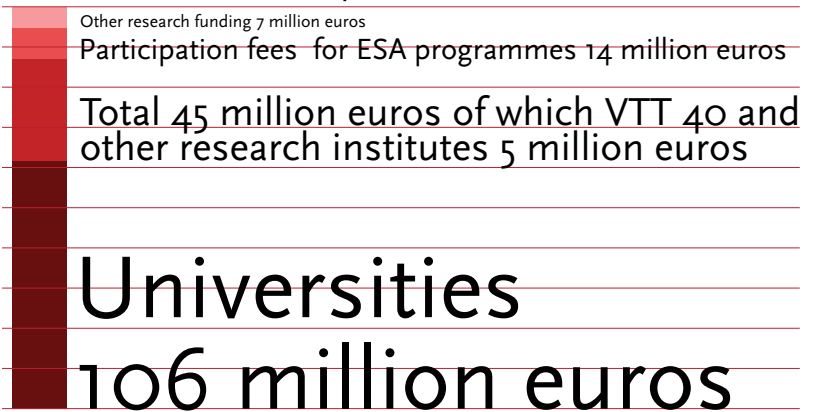 Other research funding 7 million euros
Participation fees  for ESA programmes 14 million euros
Total 45 million euros of which VTT 40 and
other research institutes 5 million euros
Universities
106 million euros